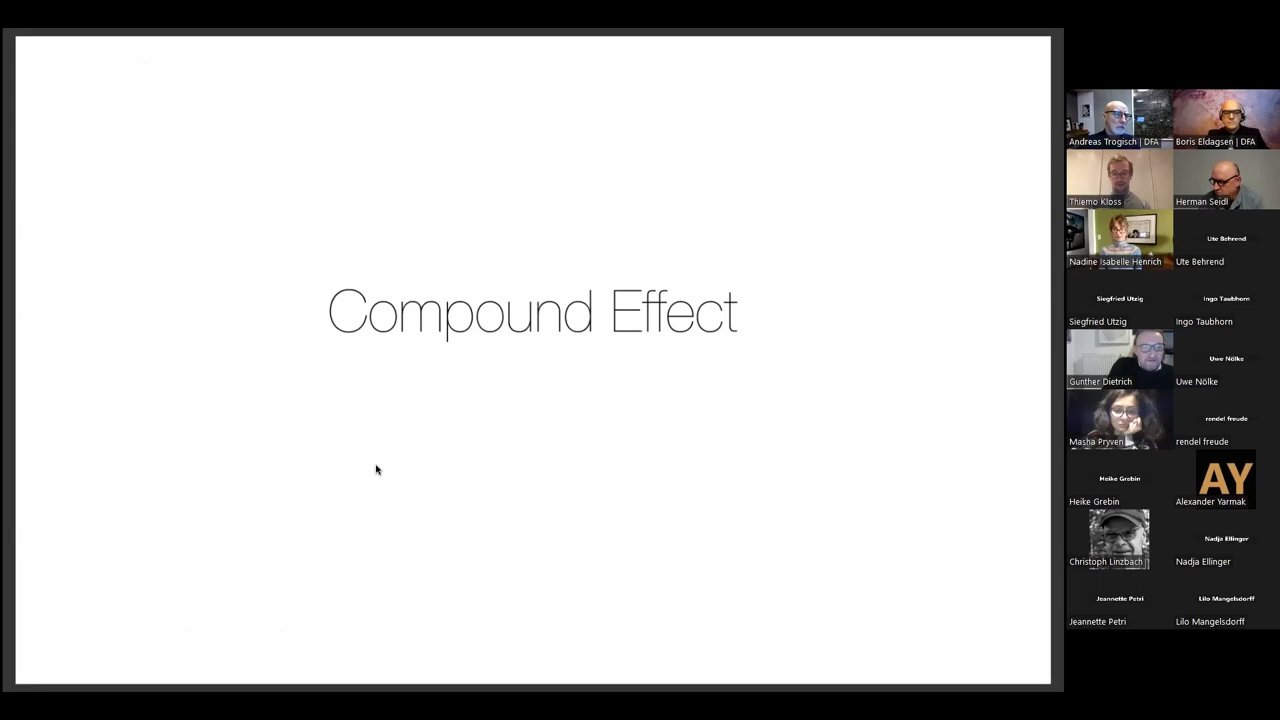 Compound Effect
Andreas Trogisch | DFA
Boris Eldagsen | DFA
Thiemo Kloss
Herman Seidl
Nadine Isabelle Henrich
Ute Behrend
Ute Behrend
Siegfried Utzig
Siegfried Utzig
Ingo Taubhorn
Ingo Taubhorn
Gunther Dietrich
Uwe Nölke
Uwe Nölke
Masha Pryven
rendel freude
rendel freude
Heike Grebin
Heike Grebin
AY
Alexander Yarmak
Christoph Linzbach
Nadja Ellinger
Nadja Ellinger
Jeannette Petri
Jeannette Petri
Lilo Mangelsdorff
Lilo Mangelsdorff